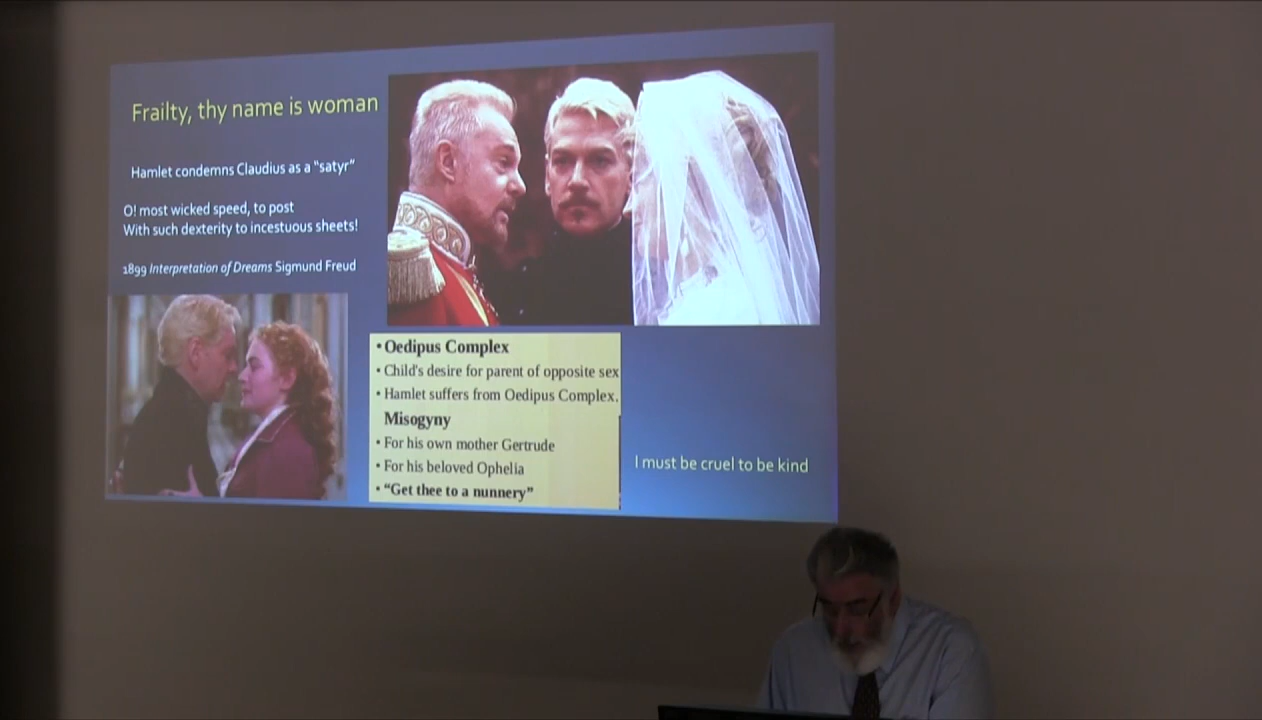 Frailty, thy name is woman
Hamlet condemns Claudius as a “satyr”
O! most wicked speed, to post
With such dexterity to incestuous sheets!
1899 Interpretation of Dreams Sigmund Freud
• Oedipus Complex
• Child's desire for parent of opposite sex
• Hamlet suffers from Oedipus Complex.
Misogyny
• For his own mother Gertrude
• For his beloved Ophelia
• “Get thee to a nunnery”
I must be cruel to be kind